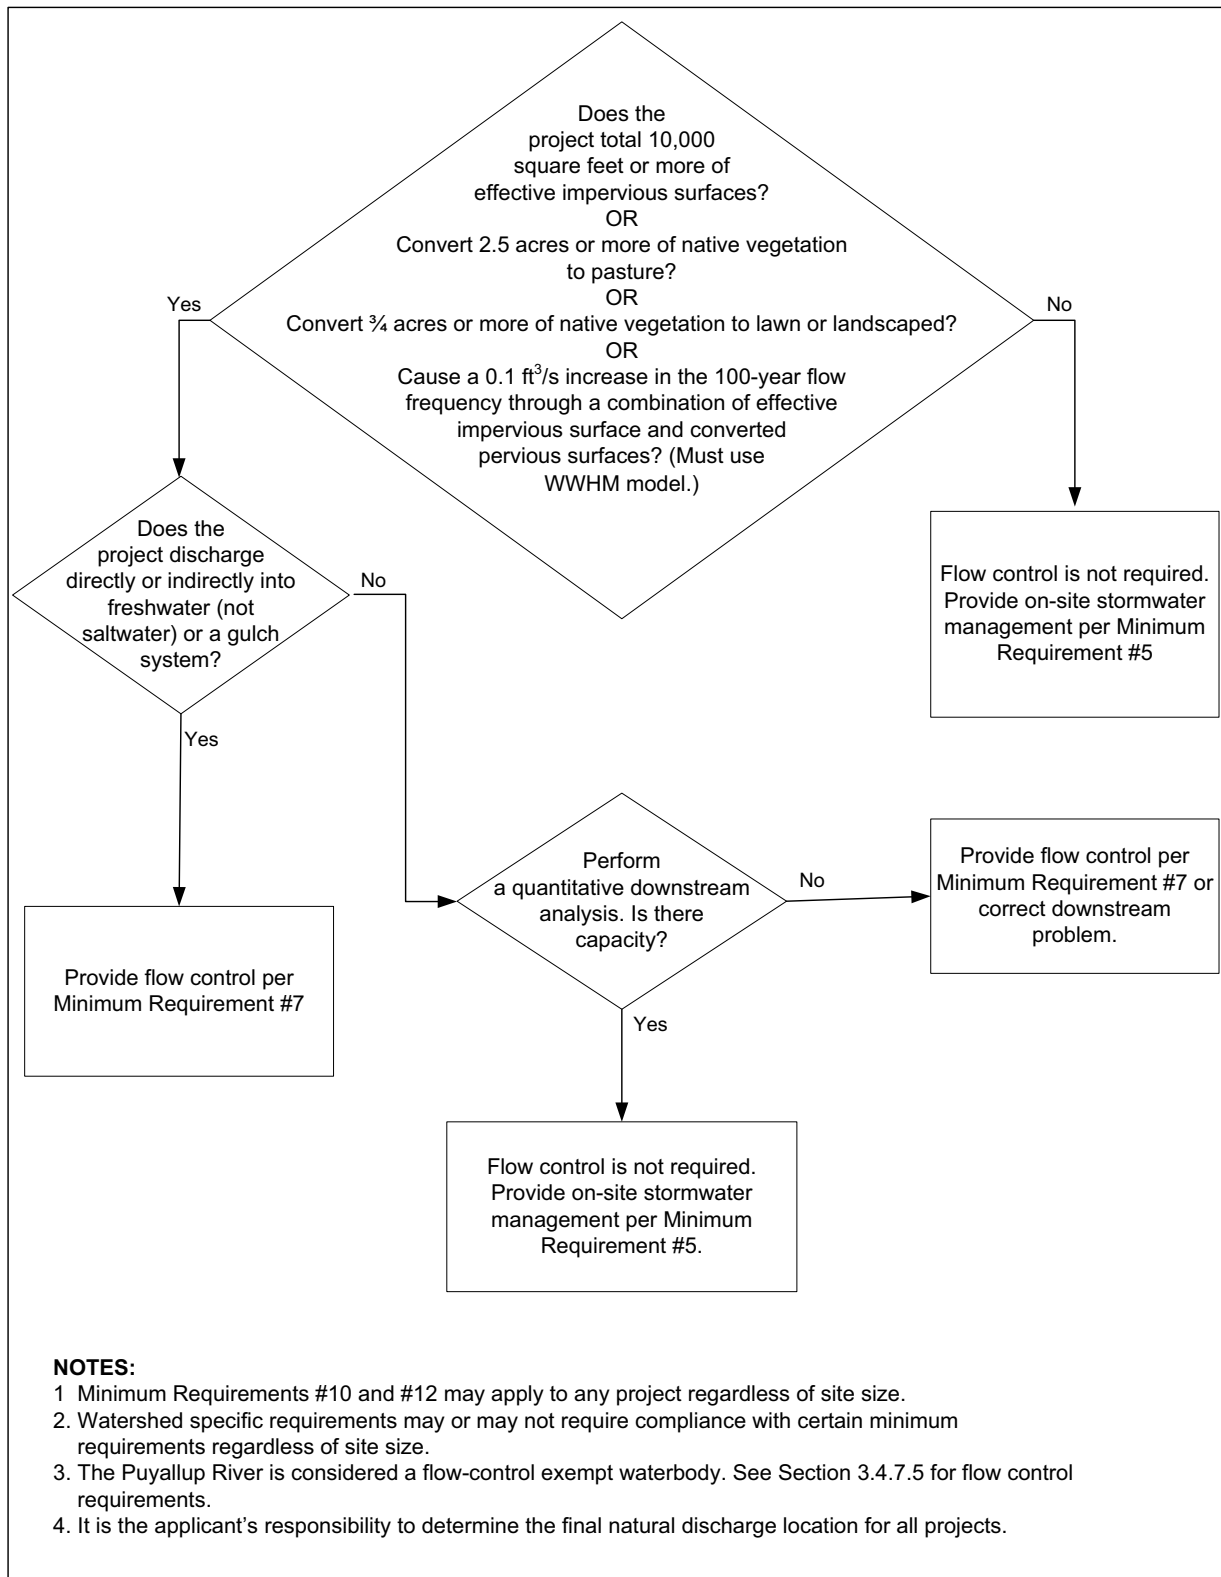 Does the
project total 10,000
square feet or more of
effective impervious surfaces?
OR
Convert 2.5 acres or more of native vegetation
to pasture?
OR
Convert ¾ acres or more of native vegetation to lawn or landscaped?
OR
Cause a 0.1 ft³/s increase in the 100-year flow
frequency through a combination of effective
impervious surface and converted
pervious surfaces? (Must use
WWHM model.)
Yes
No
Does the
project discharge
directly or indirectly into
freshwater (not
saltwater) or a gulch
system?
No
Yes
Flow control is not required.
Provide on-site stormwater
management per Minimum
Requirement #5
Perform
a quantitative downstream
analysis. Is there
capacity?
No
Yes
Provide flow control per
Minimum Requirement #7 or
correct downstream
problem.
Provide flow control per
Minimum Requirement #7
Flow control is not required.
Provide on-site stormwater
management per Minimum
Requirement #5.
NOTES:
1 Minimum Requirements #10 and #12 may apply to any project regardless of site size.
2. Watershed specific requirements may or may not require compliance with certain minimum
requirements regardless of site size.
3. The Puyallup River is considered a flow-control exempt waterbody. See Section 3.4.7.5 for flow control
requirements.
4. It is the applicant's responsibility to determine the final natural discharge location for all projects.